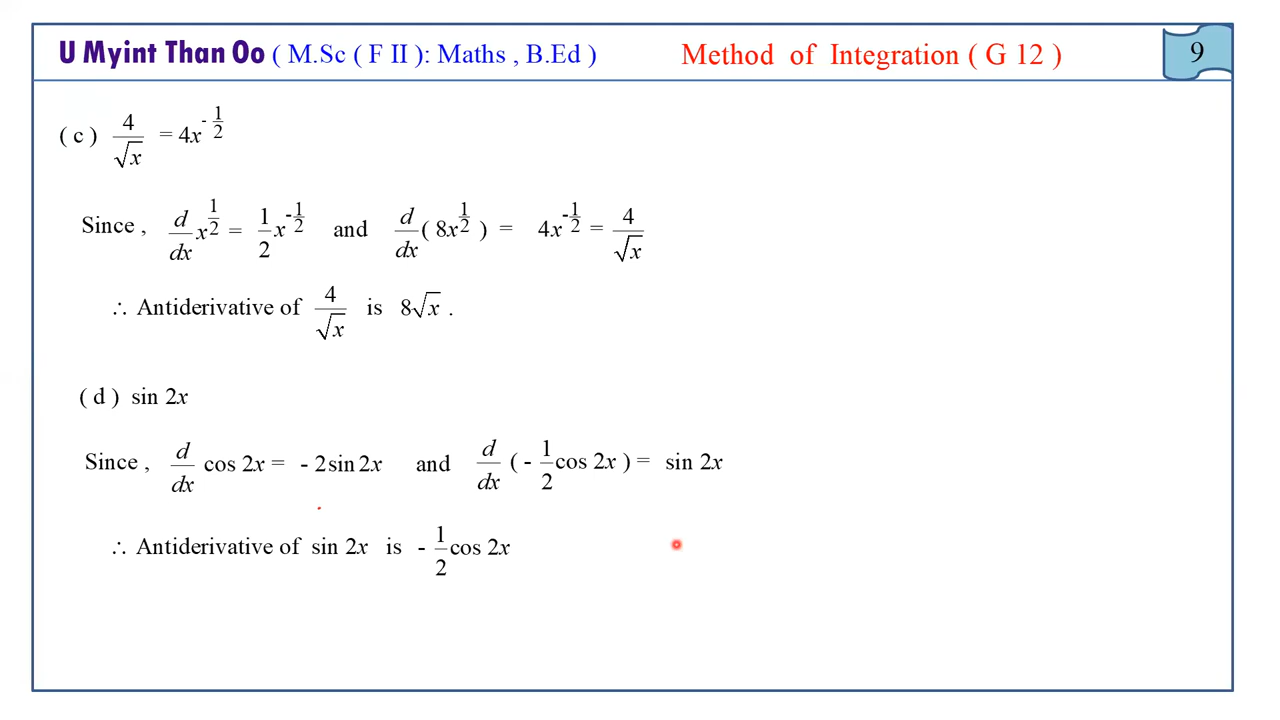 U Myint Than Oo ( M.Sc ( F II ): Maths , B.Ed ) Method of Integration ( G 12 ) 9
( c ) 4/√x = 4x^(-1/2)
Since , d/dx x^(1/2) = 1/2 x^(-1/2) and d/dx ( 8x^(1/2) ) = 4x^(-1/2) = 4/√x
∴ Antiderivative of 4/√x is 8√x .
( d ) sin 2x
Since , d/dx cos 2x = - 2sin 2x and d/dx ( - 1/2 cos 2x ) = sin 2x
∴ Antiderivative of sin 2x is - 1/2 cos 2x